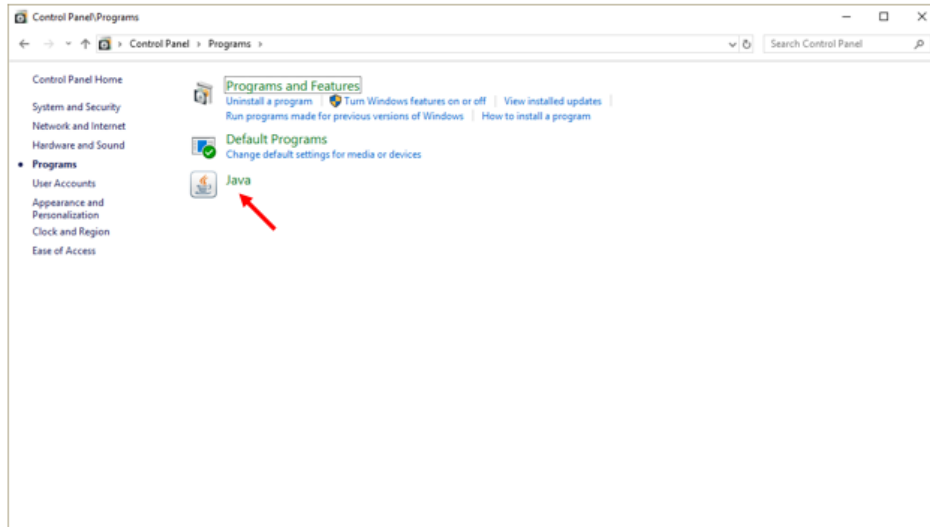 Control Panel\Programs
Control Panel > Programs >
Search Control Panel
Control Panel Home
System and Security
Network and Internet
Hardware and Sound
Programs
User Accounts
Appearance and
Personalization
Clock and Region
Ease of Access
Programs and Features
Uninstall a program | Turn Windows features on or off | View installed updates |
Run programs made for previous versions of Windows | How to install a program
Default Programs
Change default settings for media or devices
Java